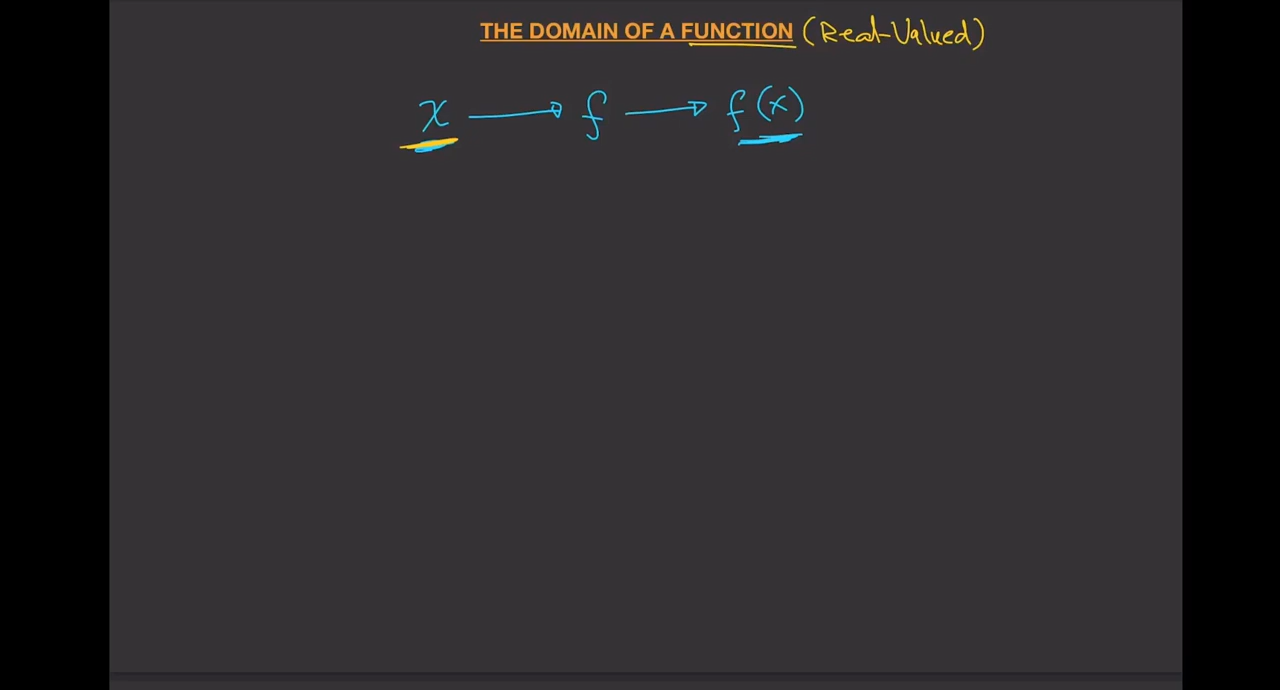 THE DOMAIN OF A FUNCTION (Real-Valued)
x → f → f(x)